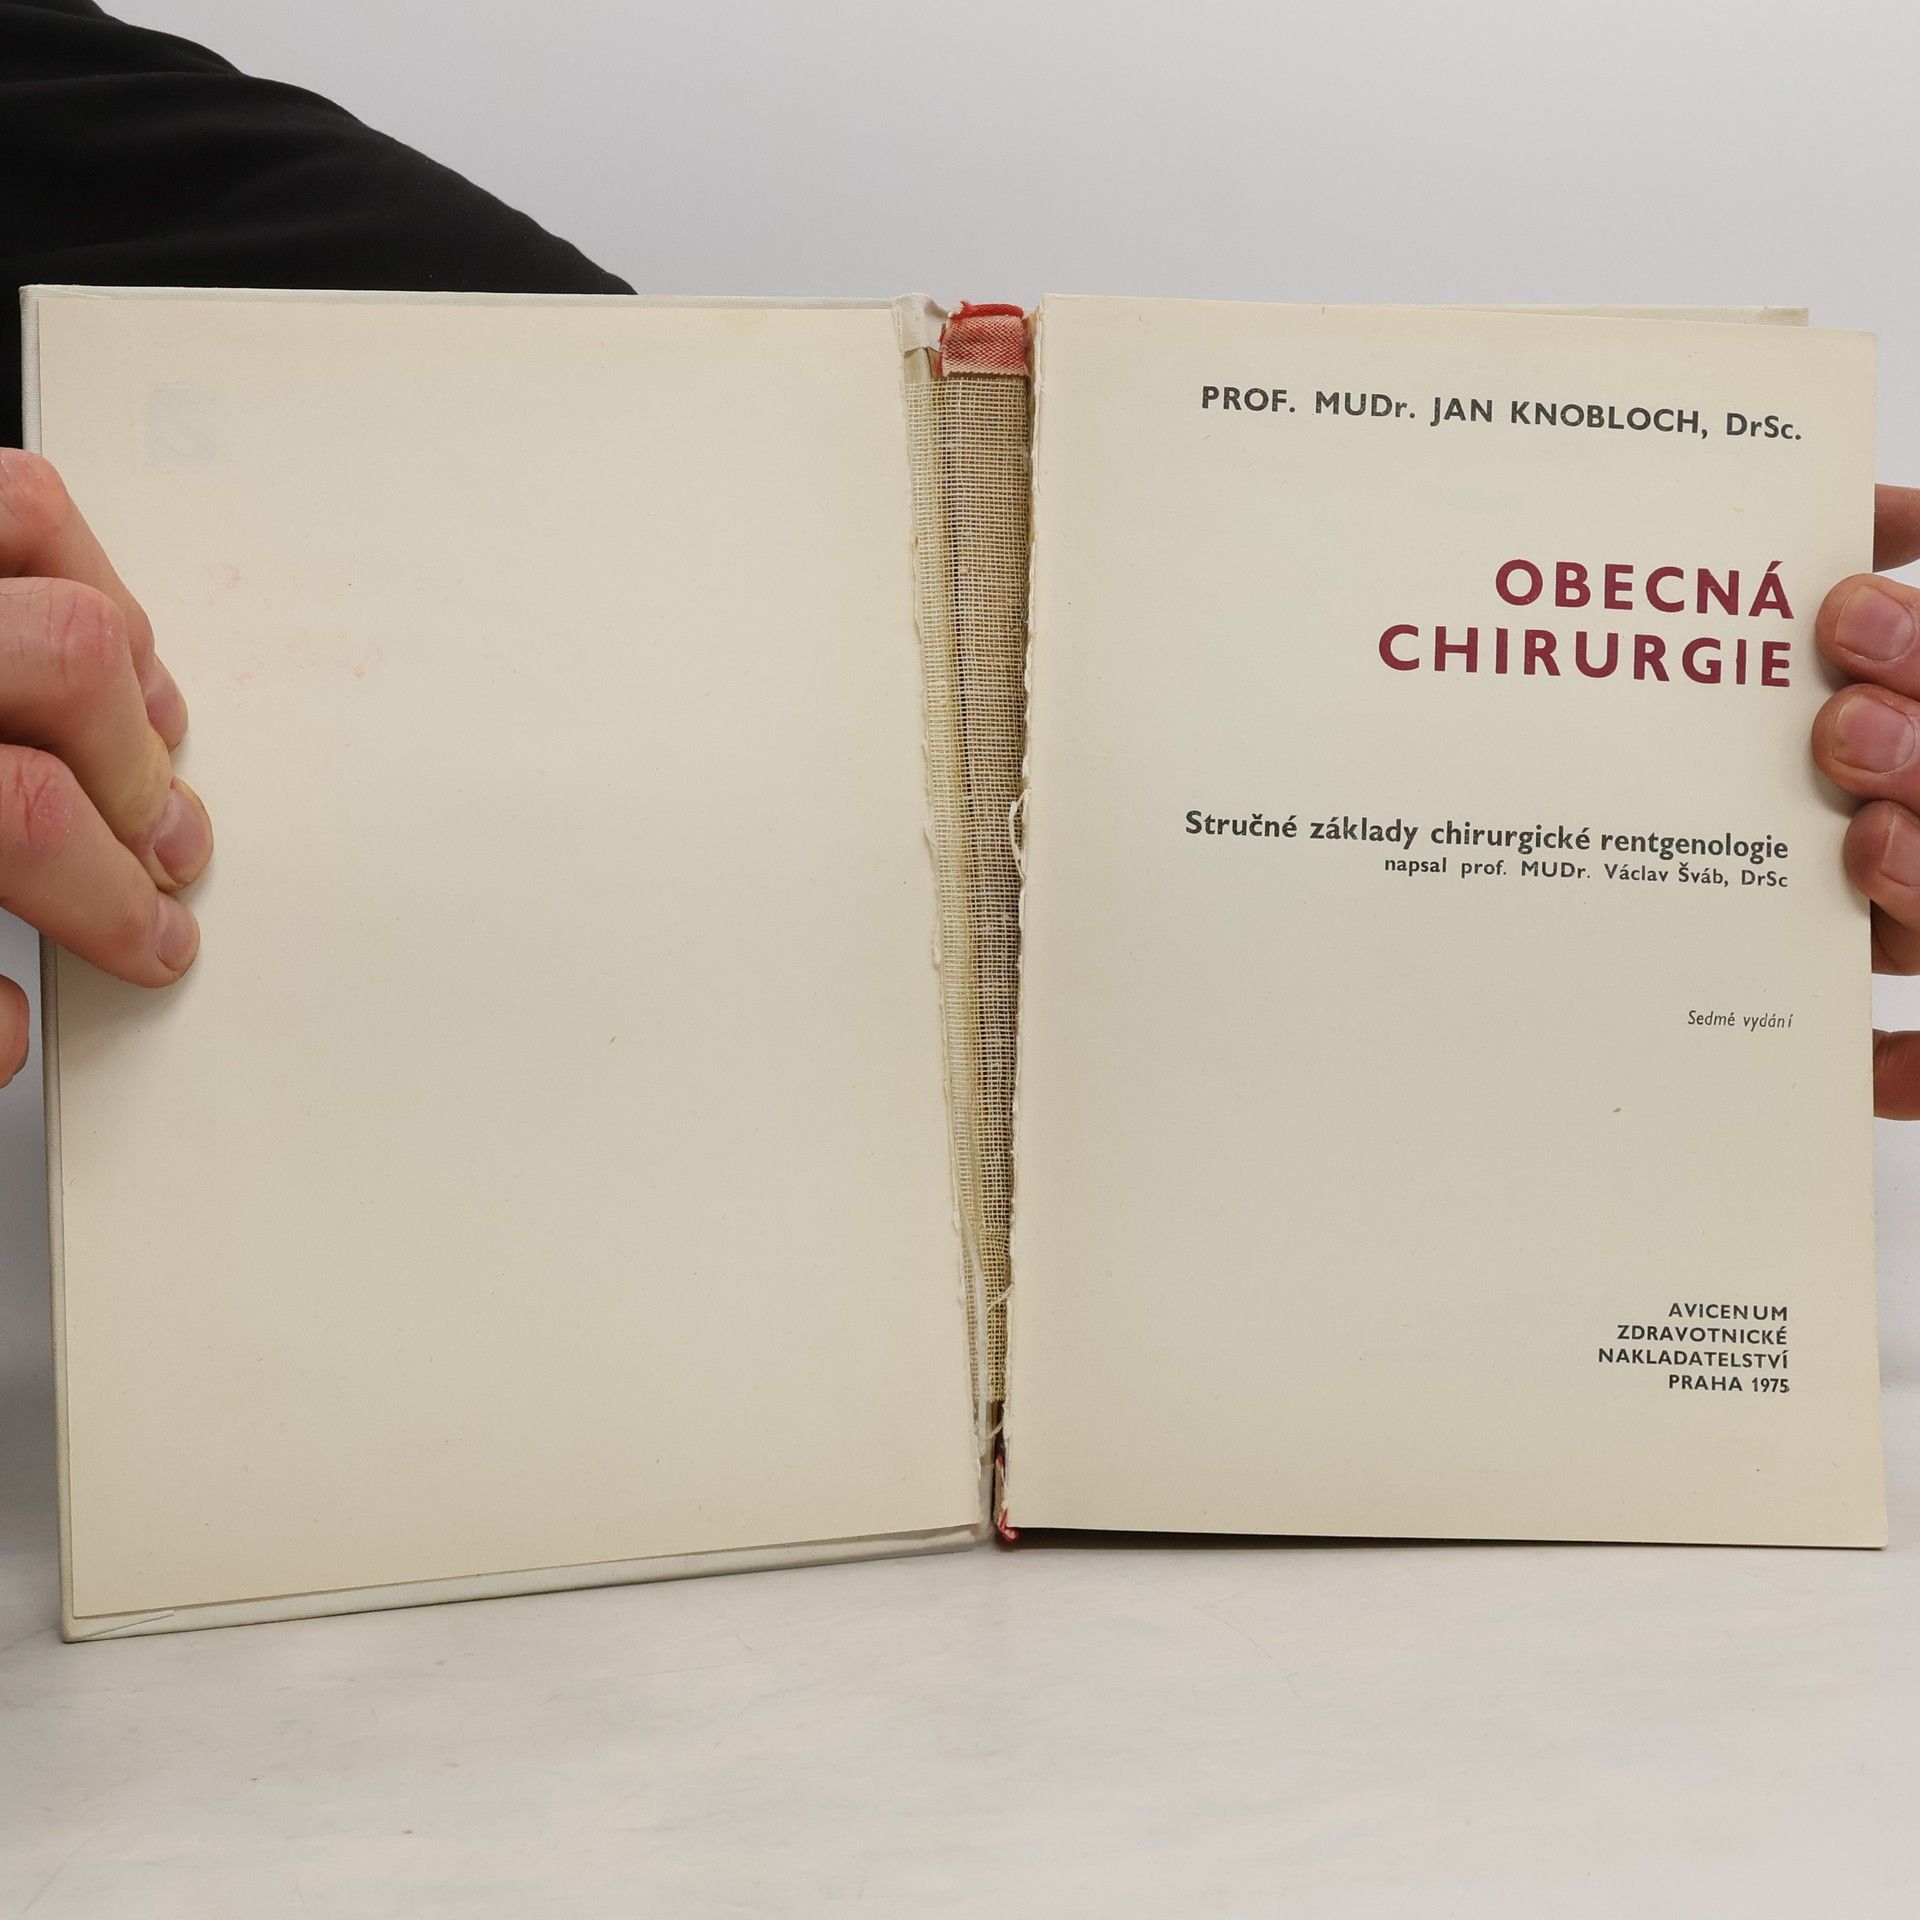 PROF. MUDr. JAN KNOBLOCH, DrSc.
OBECNÁ
CHIRURGIE
Stručné základy chirurgické rentgenologie
napsal prof. MUDr. Václav Šváb, DrSc
Sedmé vydání
AVICENUM
ZDRAVOTNICKÉ
NAKLADATELSTVÍ
PRAHA 1975